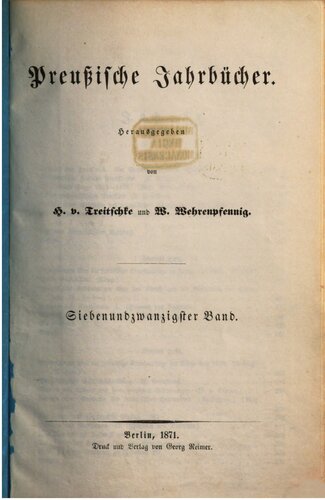 Preußische Jahrbücher.
Herausgegeben
von
H. v. Treitschke und W. Wehrenpfennig.
Siebenundzwanzigster Band.
Berlin, 1871.
Druck und Verlag von Georg Reimer.